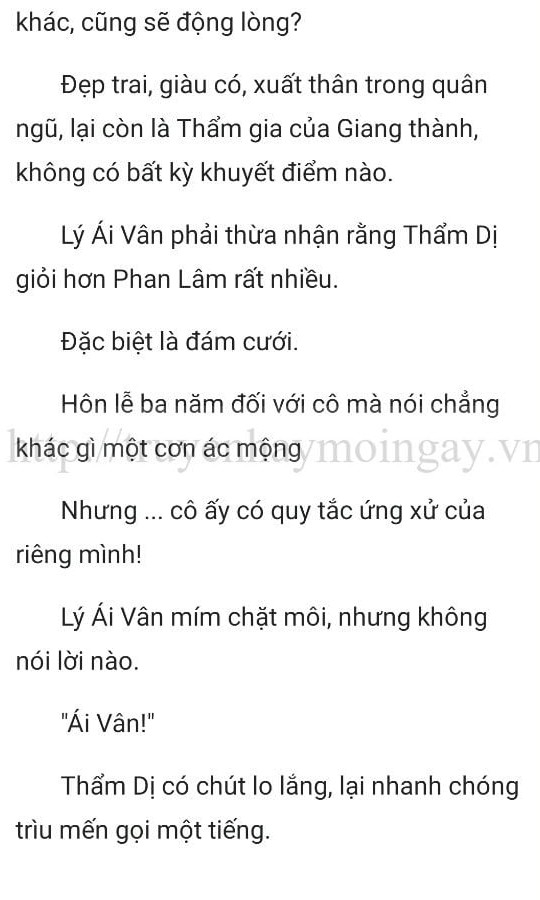 khác, cũng sẽ động lòng?
Đẹp trai, giàu có, xuất thân trong quân
ngũ, lại còn là Thẩm gia của Giang thành,
không có bất kỳ khuyết điểm nào.
Lý Ái Vân phải thừa nhận rằng Thẩm Dị
giỏi hơn Phan Lâm rất nhiều.
Đặc biệt là đám cưới.
Hôn lễ ba năm đối với cô mà nói chẳng
khác gì một cơn ác mộng
http://truyenhaymoingay.vn
Nhưng ... cô ấy có quy tắc ứng xử của
riêng mình!
Lý Ái Vân mím chặt môi, nhưng không
nói lời nào.
"Ái Vân!"
Thẩm Dị có chút lo lắng, lại nhanh chóng
trìu mến gọi một tiếng.